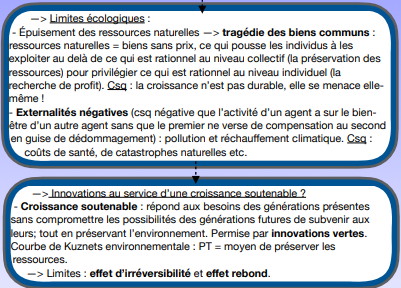 —> Limites écologiques :
- Épuisement des ressources naturelles —> tragédie des biens communs :
ressources naturelles = biens sans prix, ce qui pousse les individus à les
exploiter au delà de ce qui est rationnel au niveau collectif (la préservation des
ressources) pour privilégier ce qui est rationnel au niveau individuel (la
recherche de profit). Csq : la croissance n'est pas durable, elle se menace elle-
même !
- Externalités négatives (csq négative que l'activité d'un agent a sur le bien-
être d'un autre agent sans que le premier ne verse de compensation au second
en guise de dédommagement) : pollution et réchauffement climatique. Csq :
coûts de santé, de catastrophes naturelles etc.
—> Innovations au service d'une croissance soutenable ?
- Croissance soutenable : répond aux besoins des générations présentes
sans compromettre les possibilités des générations futures de subvenir aux
leurs; tout en préservant l'environnement. Permise par innovations vertes.
Courbe de Kuznets environnementale : PT = moyen de préserver les
ressources.
—> Limites : effet d'irréversibilité et effet rebond.